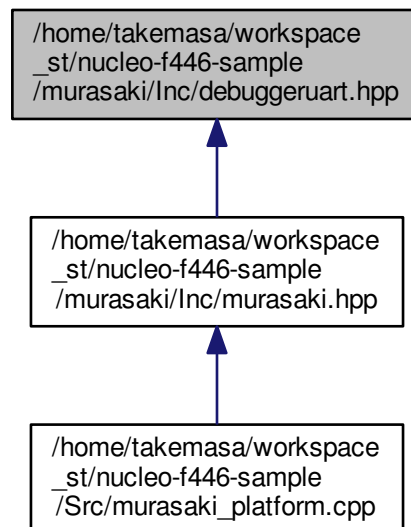 /home/takemasa/workspace
_st/nucleo-f446-sample
/murasaki/Inc/debuggeruart.hpp
/home/takemasa/workspace
_st/nucleo-f446-sample
/murasaki/Inc/murasaki.hpp
/home/takemasa/workspace
_st/nucleo-f446-sample
/Src/murasaki_platform.cpp